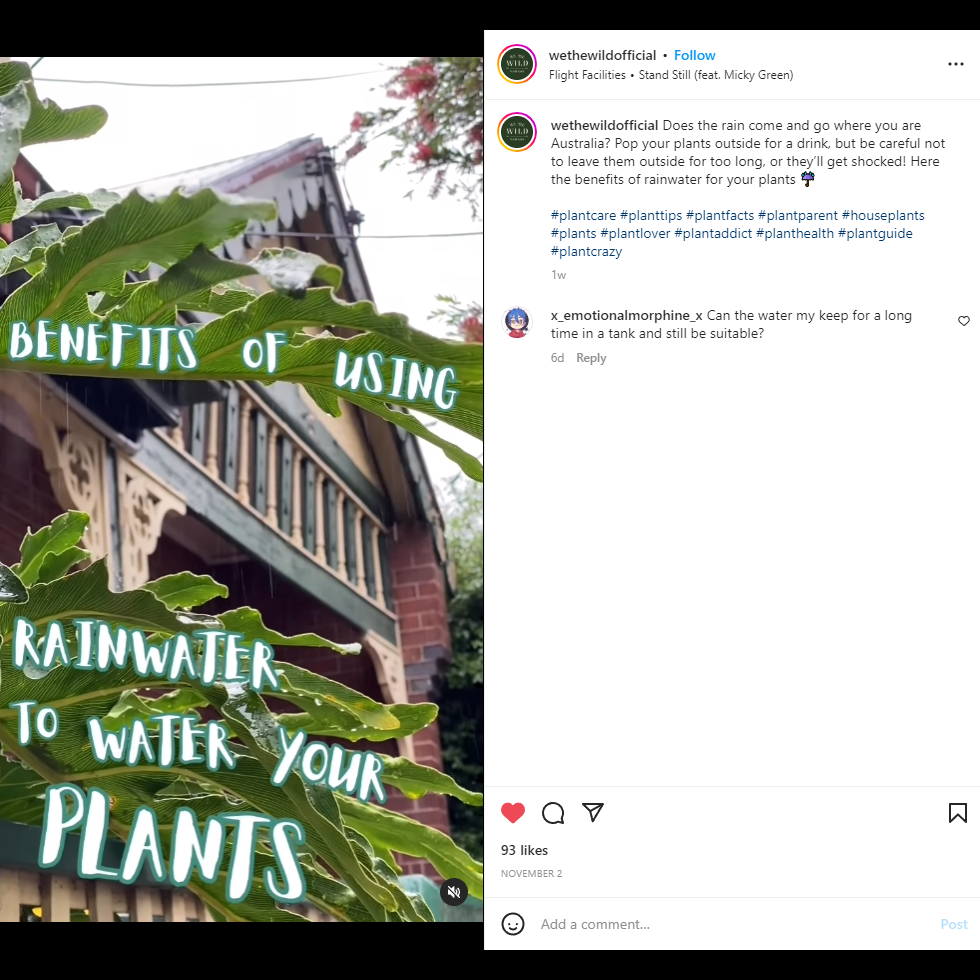 BENEFITS OF USING
RAINWATER
TO WATER YOUR
PLANTS
wethewildofficial • Follow
Flight Facilities • Stand Still (feat. Micky Green)
wethewildofficial Does the rain come and go where you are
Australia? Pop your plants outside for a drink, but be careful not
to leave them outside for too long, or they'll get shocked! Here
the benefits of rainwater for your plants
#plantcare #planttips #plantfacts #plantparent #houseplants
#plants #plantlover #plantaddict #planthealth #plantguide
#plantcrazy
1w
x_emotionalmorphine_x Can the water my keep for a long
time in a tank and still be suitable?
6d Reply
93 likes
NOVEMBER 2
Add a comment...
Post